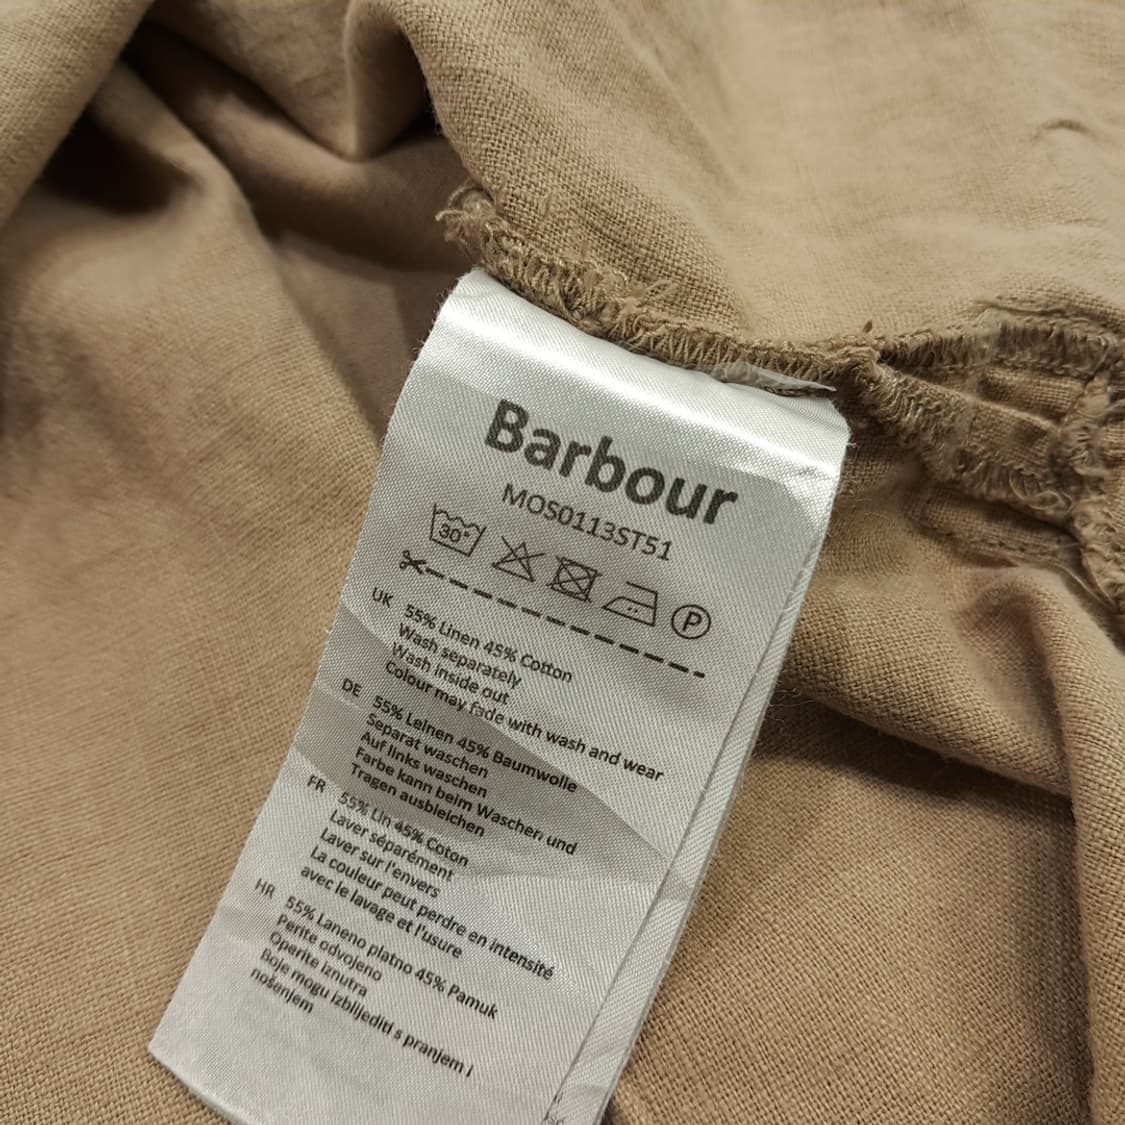 Barbour
MOS0113ST51
30°
P
UK 55% Linen 45% Cotton
Wash separately
Wash inside out
Colour may fade with wash and wear
DE 55% Leinen 45% Baumwolle
Separat waschen
Auf links waschen
Farbe kann beim Waschen und
Tragen ausbleichen
FR 55% Lin 45% Coton
Laver séparément
Laver sur l'envers
La couleur peut perdre en intensité
avec le lavage et l'usure
HR 55% Laneno platno 45% Pamuk
Perite odvojeno
Operite iznutra
Boje mogu izblijediti s pranjem i
nošenjem